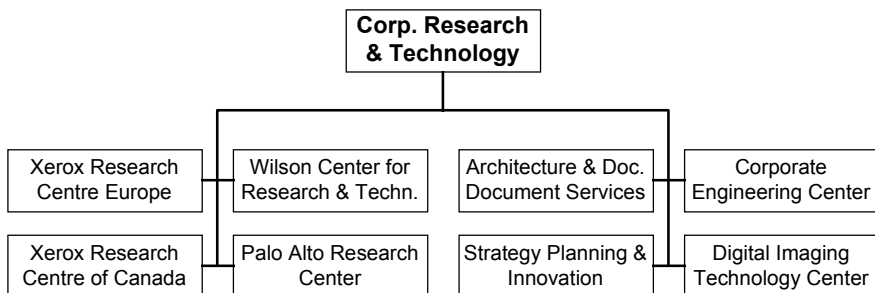 Corp. Research
& Technology
Xerox Research
Centre Europe
Wilson Center for
Research & Techn.
Architecture & Doc.
Document Services
Corporate
Engineering Center
Xerox Research
Centre of Canada
Palo Alto Research
Center
Strategy Planning &
Innovation
Digital Imaging
Technology Center